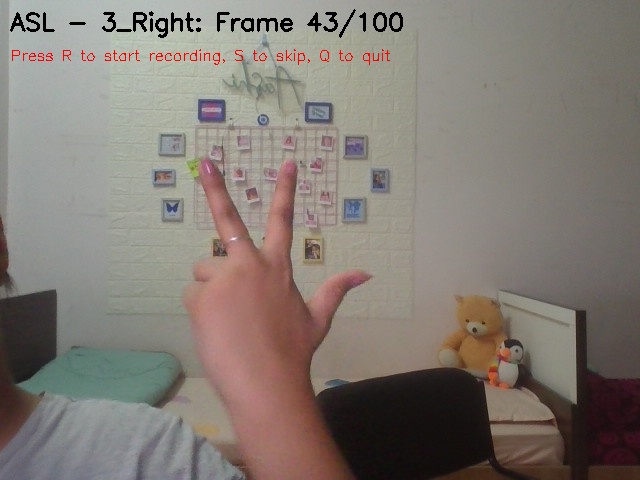 ASL - 3_Right: Frame 43/100
Press R to start recording, S to skip, Q to quit